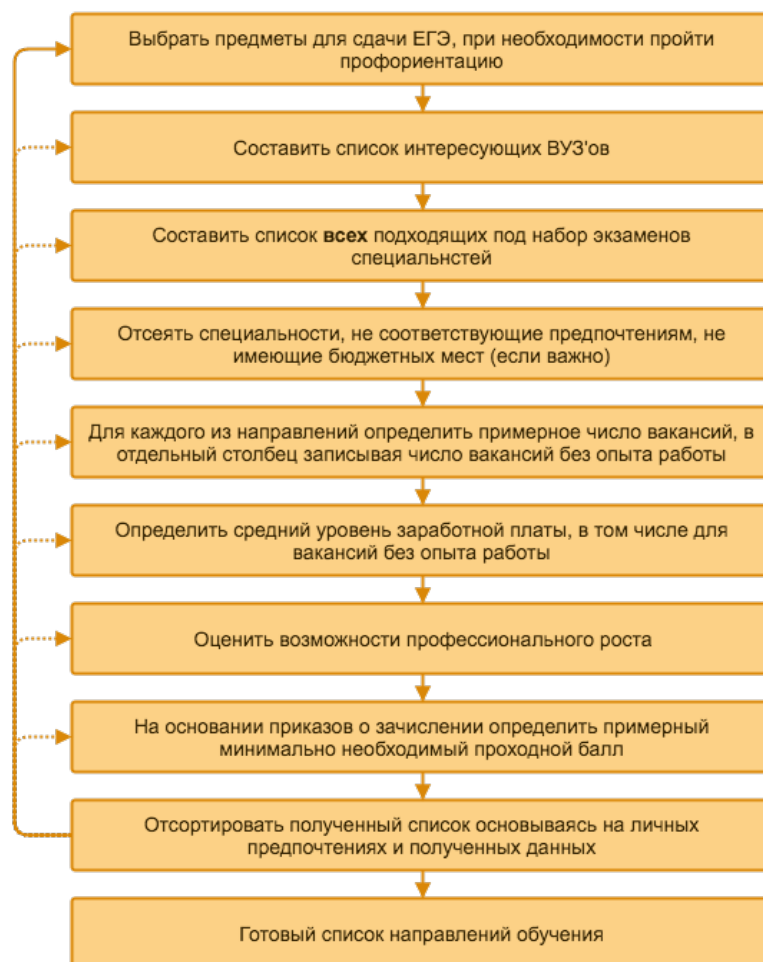 Выбрать предметы для сдачи ЕГЭ, при необходимости пройти
профориентацию
Составить список интересующих ВУЗ'ов
Составить список всех подходящих под набор экзаменов
специальнстей
Отсеять специальности, не соответствующие предпочтениям, не
имеющие бюджетных мест (если важно)
Для каждого из направлений определить примерное число вакансий, в
отдельный столбец записывая число вакансий без опыта работы
Определить средний уровень заработной платы, в том числе для
вакансий без опыта работы
Оценить возможности профессионального роста
На основании приказов о зачислении определить примерный
минимально необходимый проходной балл
Отсортировать полученный список основываясь на личных
предпочтениях и полученных данных
Готовый список направлений обучения